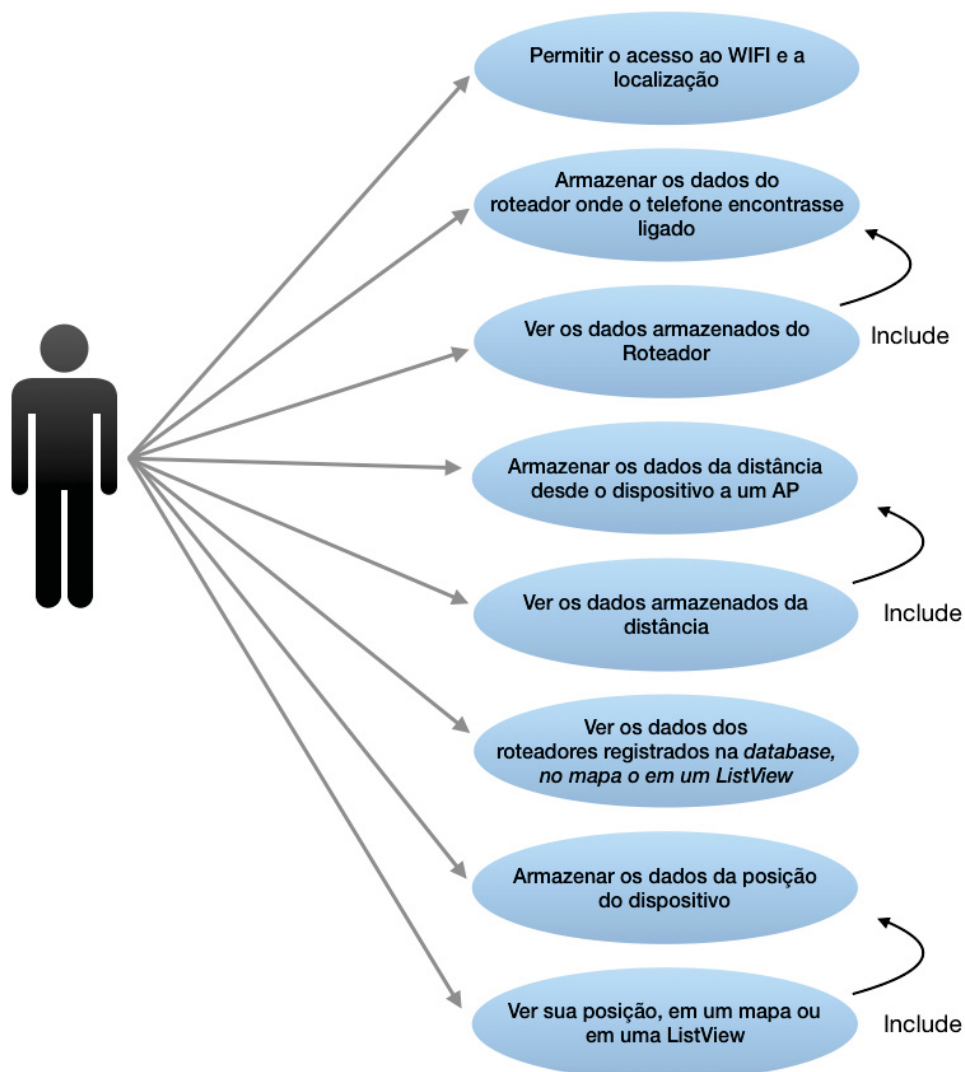 Permitir o acesso ao WIFI e a
localização
Armazenar os dados do
roteador onde o telefone encontrasse
ligado
Ver os dados armazenados do
Roteador
Include
Armazenar os dados da distância
desde o dispositivo a um AP
Ver os dados armazenados da
distância
Include
Ver os dados dos
roteadores registrados na database,
no mapa o em um ListView
Armazenar os dados da posição
do dispositivo
Ver sua posição, em um mapa ou
em uma ListView
Include